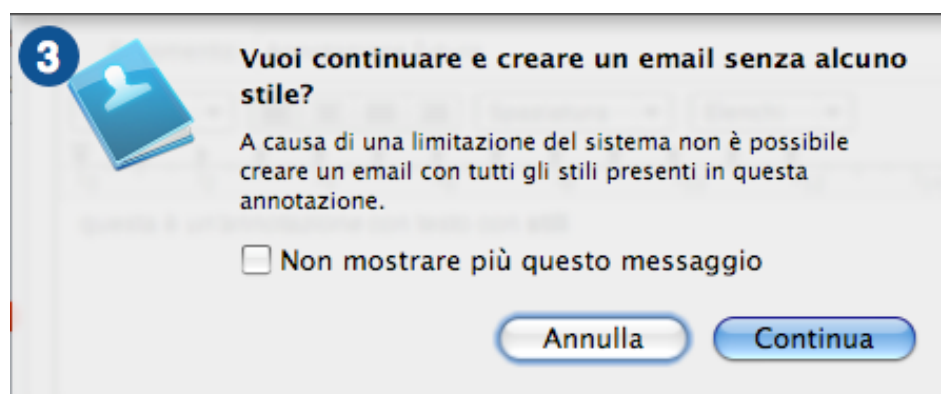 3
Vuoi continuare e creare un email senza alcuno
stile?
A causa di una limitazione del sistema non è possibile
creare un email con tutti gli stili presenti in questa
annotazione.
Non mostrare più questo messaggio
Annulla
Continua